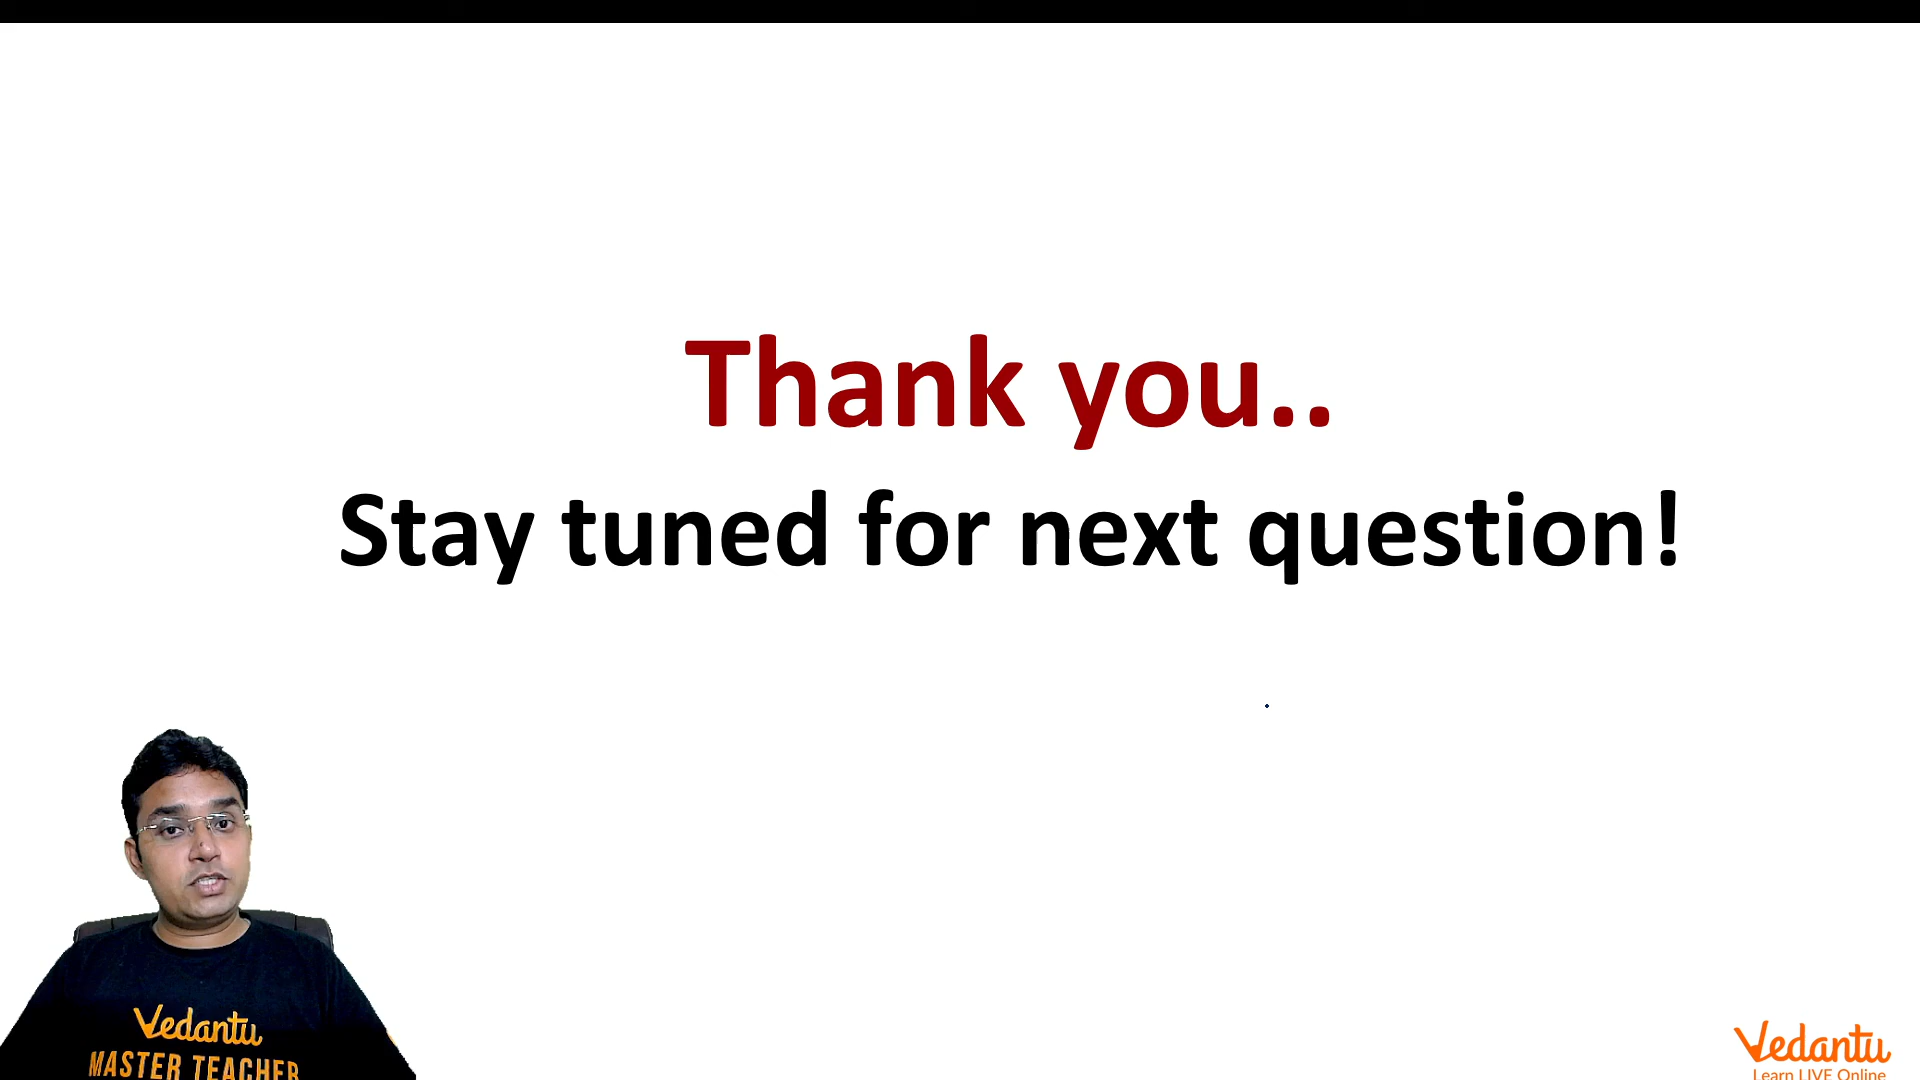 Thank you..
Stay tuned for next question!
Vedantu
MASTER TEACHER
Vedantu
Learn LIVE Online